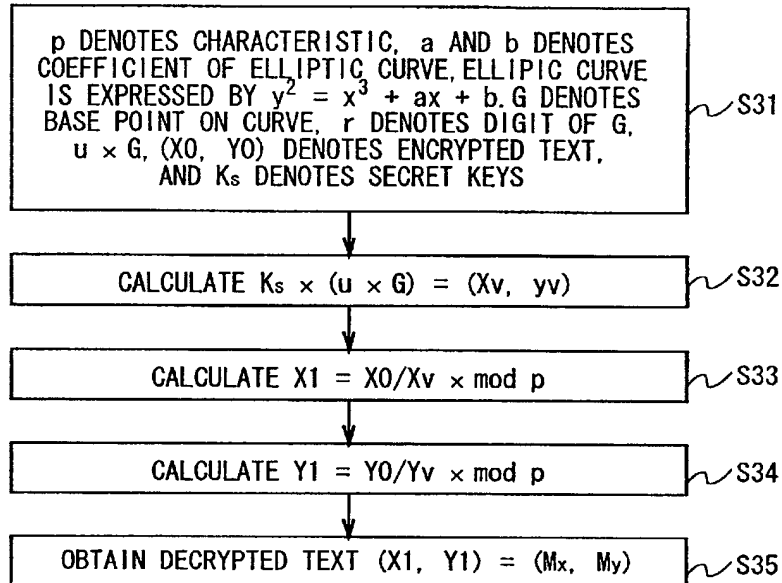 p DENOTES CHARACTERISTIC, a AND b DENOTES
COEFFICIENT OF ELLIPTIC CURVE, ELLIPIC CURVE
IS EXPRESSED BY y² = x³ + ax + b. G DENOTES
BASE POINT ON CURVE, r DENOTES DIGIT OF G,
u × G, (X0, Y0) DENOTES ENCRYPTED TEXT,
AND Ks DENOTES SECRET KEYS
S31
CALCULATE Ks × (u × G) = (Xv, yv)
S32
CALCULATE X1 = X0/Xv × mod p
S33
CALCULATE Y1 = Y0/Yv × mod p
S34
OBTAIN DECRYPTED TEXT (X1, Y1) = (Mx, My)
S35